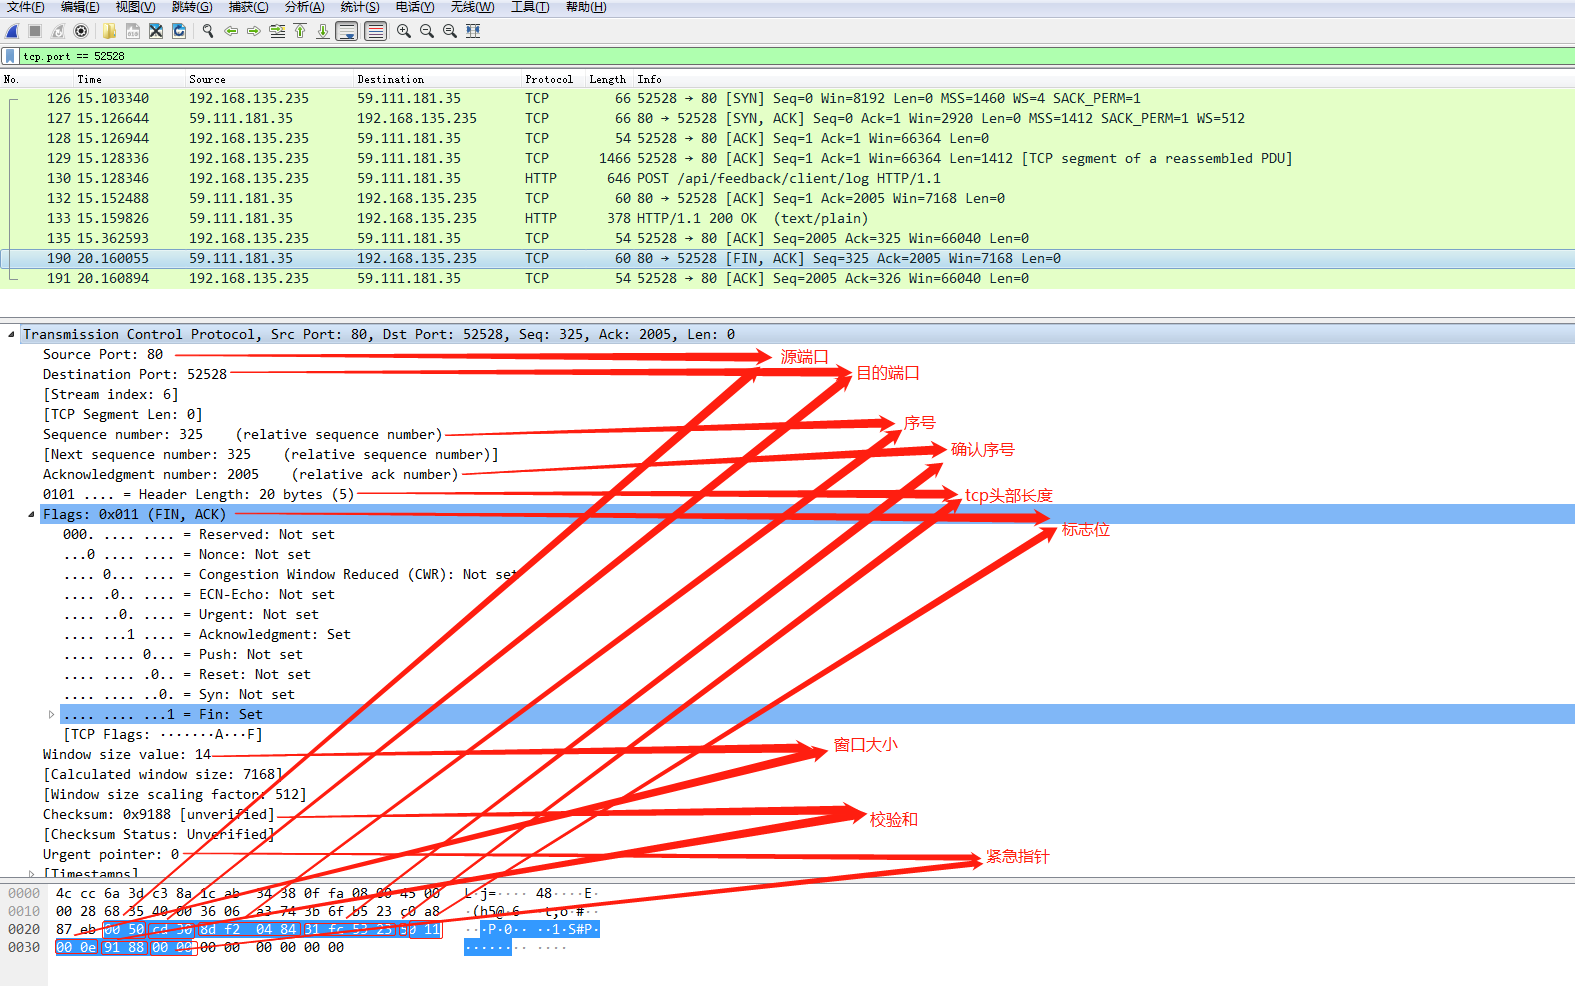 文件(F) 编辑(E) 视图(V) 跳转(G) 捕获(C) 分析(A) 统计(S) 电话(Y) 无线(W) 工具(T) 帮助(H)
tcp.port == 52528
No. Time Source Destination Protocol Length Info
126 15.103340 192.168.135.235 59.111.181.35 TCP 66 52528 → 80 [SYN] Seq=0 Win=8192 Len=0 MSS=1460 WS=4 SACK_PERM=1
127 15.126644 59.111.181.35 192.168.135.235 TCP 66 80 → 52528 [SYN, ACK] Seq=0 Ack=1 Win=2920 Len=0 MSS=1412 SACK_PERM=1 WS=512
128 15.126944 192.168.135.235 59.111.181.35 TCP 54 52528 → 80 [ACK] Seq=1 Ack=1 Win=66364 Len=0
129 15.128336 192.168.135.235 59.111.181.35 TCP 1466 52528 → 80 [ACK] Seq=1 Ack=1 Win=66364 Len=1412 [TCP segment of a reassembled PDU]
130 15.128346 192.168.135.235 59.111.181.35 HTTP 646 POST /api/feedback/client/log HTTP/1.1
132 15.152488 59.111.181.35 192.168.135.235 TCP 60 80 → 52528 [ACK] Seq=1 Ack=2005 Win=7168 Len=0
133 15.159826 59.111.181.35 192.168.135.235 HTTP 378 HTTP/1.1 200 OK (text/plain)
135 15.362593 192.168.135.235 59.111.181.35 TCP 54 52528 → 80 [ACK] Seq=2005 Ack=325 Win=66040 Len=0
190 20.160055 59.111.181.35 192.168.135.235 TCP 60 80 → 52528 [FIN, ACK] Seq=325 Ack=2005 Win=7168 Len=0
191 20.160894 192.168.135.235 59.111.181.35 TCP 54 52528 → 80 [ACK] Seq=2005 Ack=326 Win=66040 Len=0
Transmission Control Protocol, Src Port: 80, Dst Port: 52528, Seq: 325, Ack: 2005, Len: 0
Source Port: 80 源端口
Destination Port: 52528 目的端口
[Stream index: 6]
[TCP Segment Len: 0]
Sequence number: 325 (relative sequence number) 序号
[Next sequence number: 325 (relative sequence number)] 确认序号
Acknowledgment number: 2005 (relative ack number)
0101 .... = Header Length: 20 bytes (5) tcp头部长度
Flags: 0x011 (FIN, ACK)
000. .... .... = Reserved: Not set 标志位
...0 .... .... = Nonce: Not set
.... 0... .... = Congestion Window Reduced (CWR): Not set
.... .0.. .... = ECN-Echo: Not set
.... ..0. .... = Urgent: Not set
.... ...1 .... = Acknowledgment: Set
.... .... 0... = Push: Not set
.... .... .0.. = Reset: Not set
.... .... ..0. = Syn: Not set
.... .... ...1 = Fin: Set
[TCP Flags: ·······A···F]
Window size value: 14 窗口大小
[Calculated window size: 7168]
[Window size scaling factor: 512]
Checksum: 0x9188 [unverified] 校验和
[Checksum Status: Unverified]
Urgent pointer: 0 紧急指针
[Timestamps]
0000 4c cc 6a 3d c3 8a 1c ab 34 38 0f fa 08 00 45 00 L·j=···· 48····E·
0010 00 28 68 35 40 00 36 06 a3 74 3b 6f b5 23 c0 a8 ·(h5@·6· ·t;o·#··
0020 87 eb 00 50 cd 30 8d f2 04 84 31 fc 53 23 50 11 ···P·0·· ··1·S#P·
0030 00 0e 91 88 00 00 00 00 00 00 00 00 ········ ····